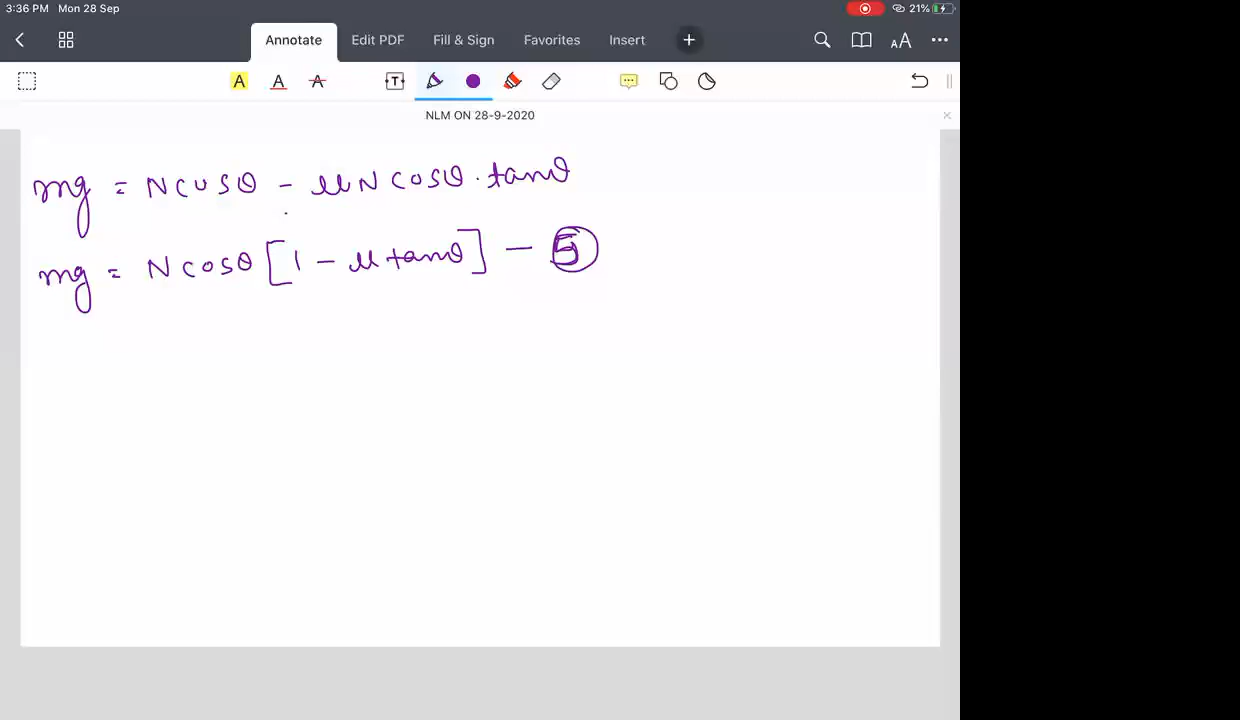 3:36 PM Mon 28 Sep 21%
Annotate Edit PDF Fill & Sign Favorites Insert + AA
A A A T
NLM ON 28-9-2020
mg = N cos θ - μ N cos θ · tan θ
mg = N cos θ [1 - μ tan θ] - 5